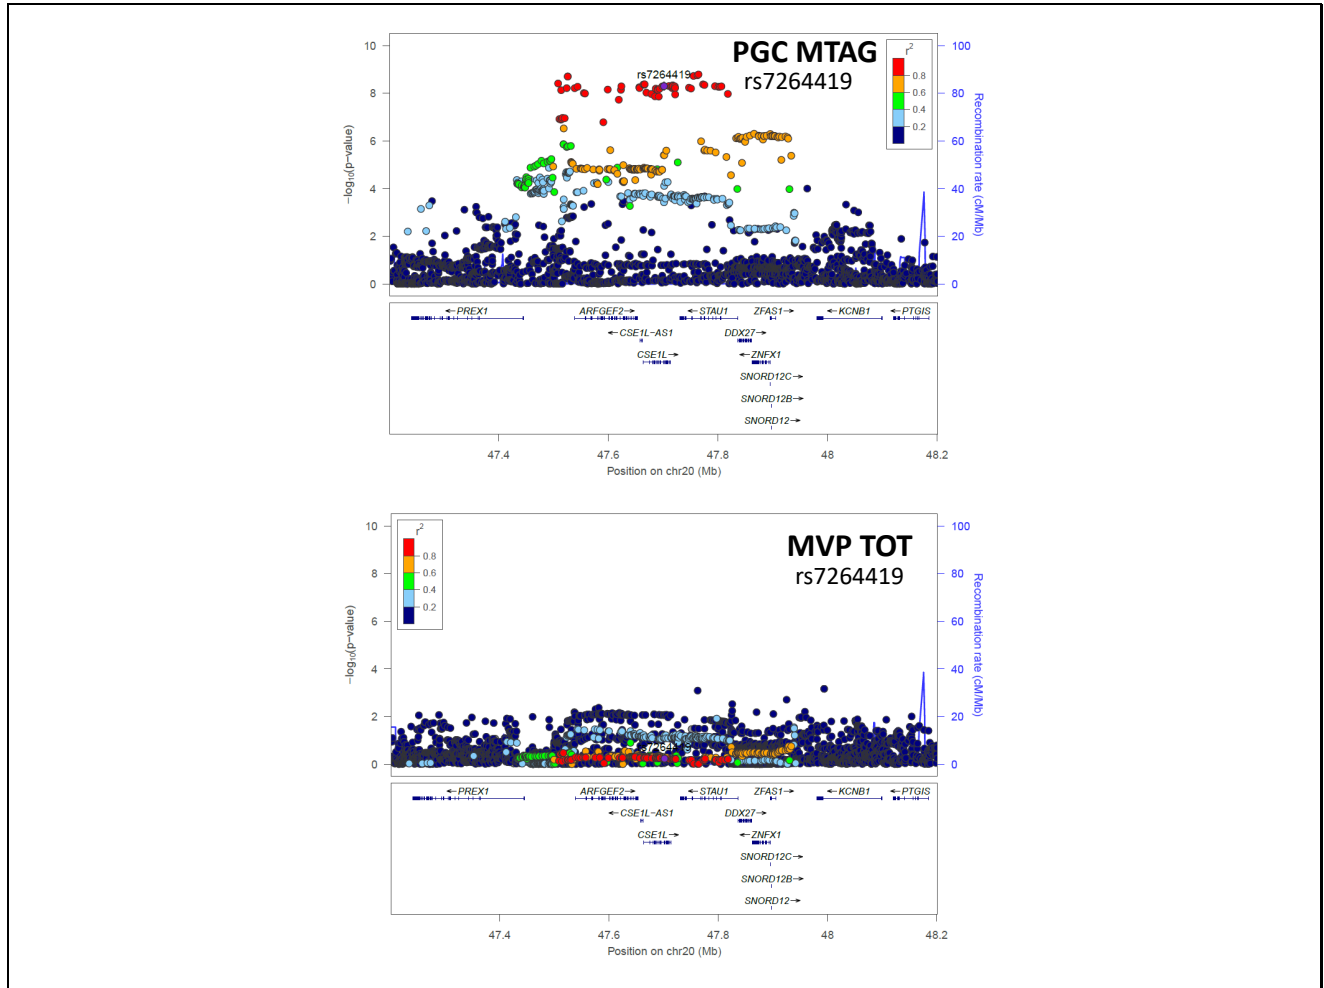 PGC MTAG
rs7264419
rs7264419
r²
0.8
0.6
0.4
0.2
10
8
6
4
2
0
−log₁₀(p−value)
100
80
60
40
20
0
Recombination rate (cM/Mb)
←PREX1
ARFGEF2→
←STAU1
ZFAS1→
←KCNB1
←PTGIS
←CSE1L−AS1
DDX27→
CSE1L→
←ZNFX1
SNORD12C→
SNORD12B→
SNORD12→
47.4 47.6 47.8 48 48.2
Position on chr20 (Mb)
MVP TOT
rs7264419
r²
0.8
0.6
0.4
0.2
10
8
6
4
2
0
−log₁₀(p−value)
rs7264419
100
80
60
40
20
0
Recombination rate (cM/Mb)
←PREX1
ARFGEF2→
←STAU1
ZFAS1→
←KCNB1
←PTGIS
←CSE1L−AS1
DDX27→
CSE1L→
←ZNFX1
SNORD12C→
SNORD12B→
SNORD12→
47.4 47.6 47.8 48 48.2
Position on chr20 (Mb)